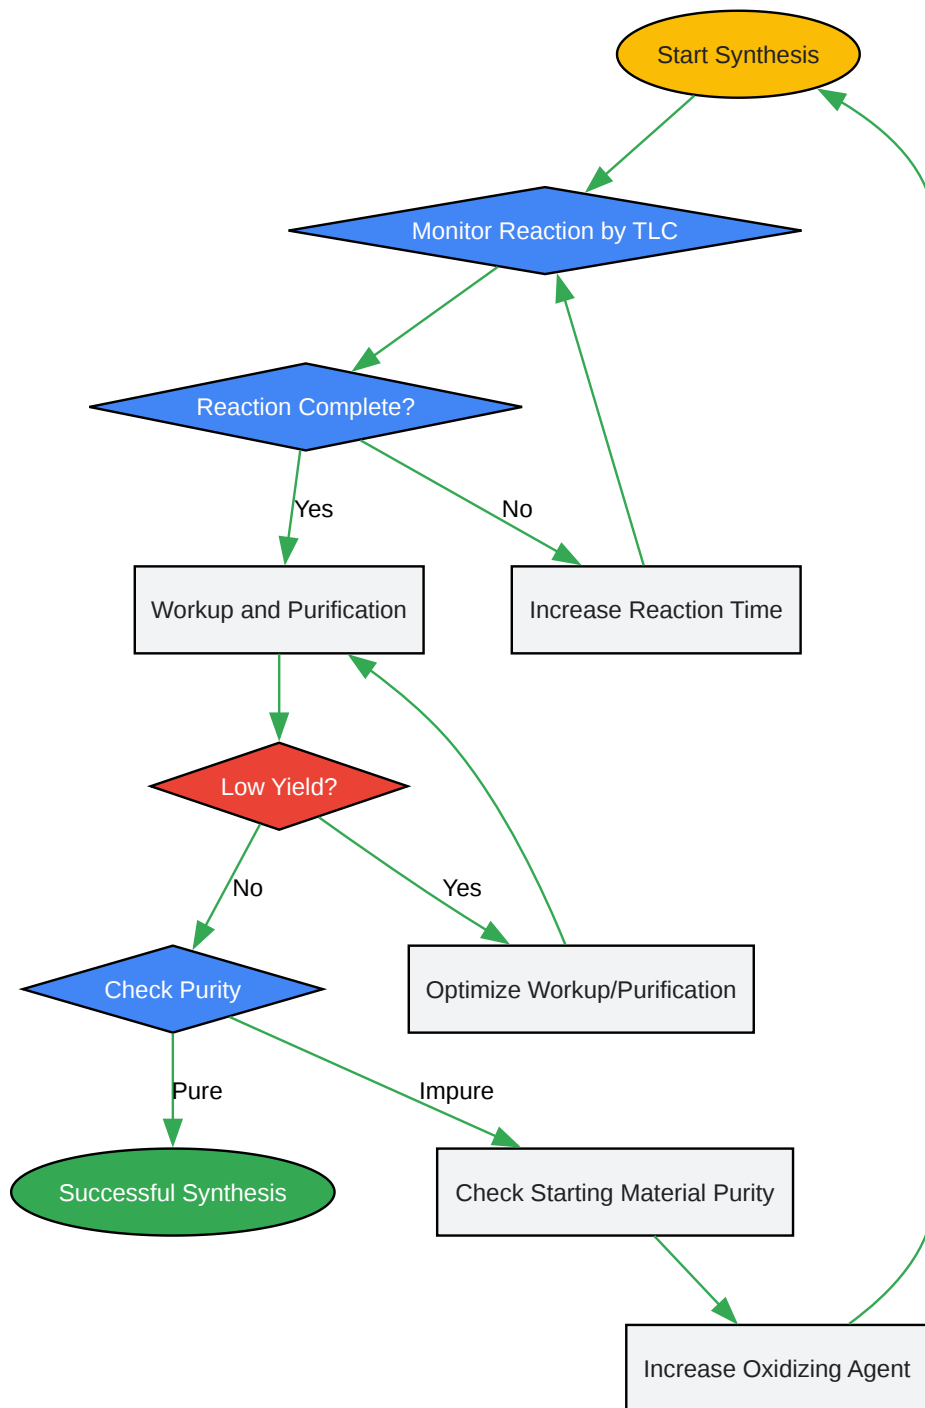 Start Synthesis
Monitor Reaction by TLC
Reaction Complete?
Yes
No
Workup and Purification
Increase Reaction Time
Low Yield?
No
Yes
Check Purity
Optimize Workup/Purification
Pure
Impure
Successful Synthesis
Check Starting Material Purity
Increase Oxidizing Agent